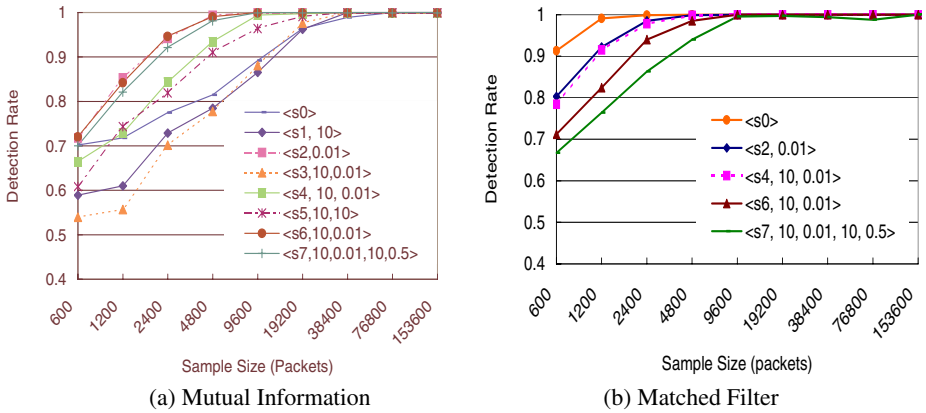 Detection Rate
1
0.9
0.8
0.7
0.6
0.5
0.4
<s0>
<s1, 10>
<s2,0.01>
<s3,10,0.01>
<s4, 10, 0.01>
<s5,10,10>
<s6,10,0.01>
<s7,10,0.01,10,0.5>
600
1200
2400
4800
9600
19200
38400
76800
153600
Sample Size (Packets)
(a) Mutual Information
Detection Rate
1
0.9
0.8
0.7
0.6
0.5
0.4
<s0>
<s2, 0.01>
<s4, 10, 0.01>
<s6, 10, 0.01>
<s7, 10, 0.01, 10, 0.5>
600
1200
2400
4800
9600
19200
38400
76800
153600
Sample Size (packets)
(b) Matched Filter